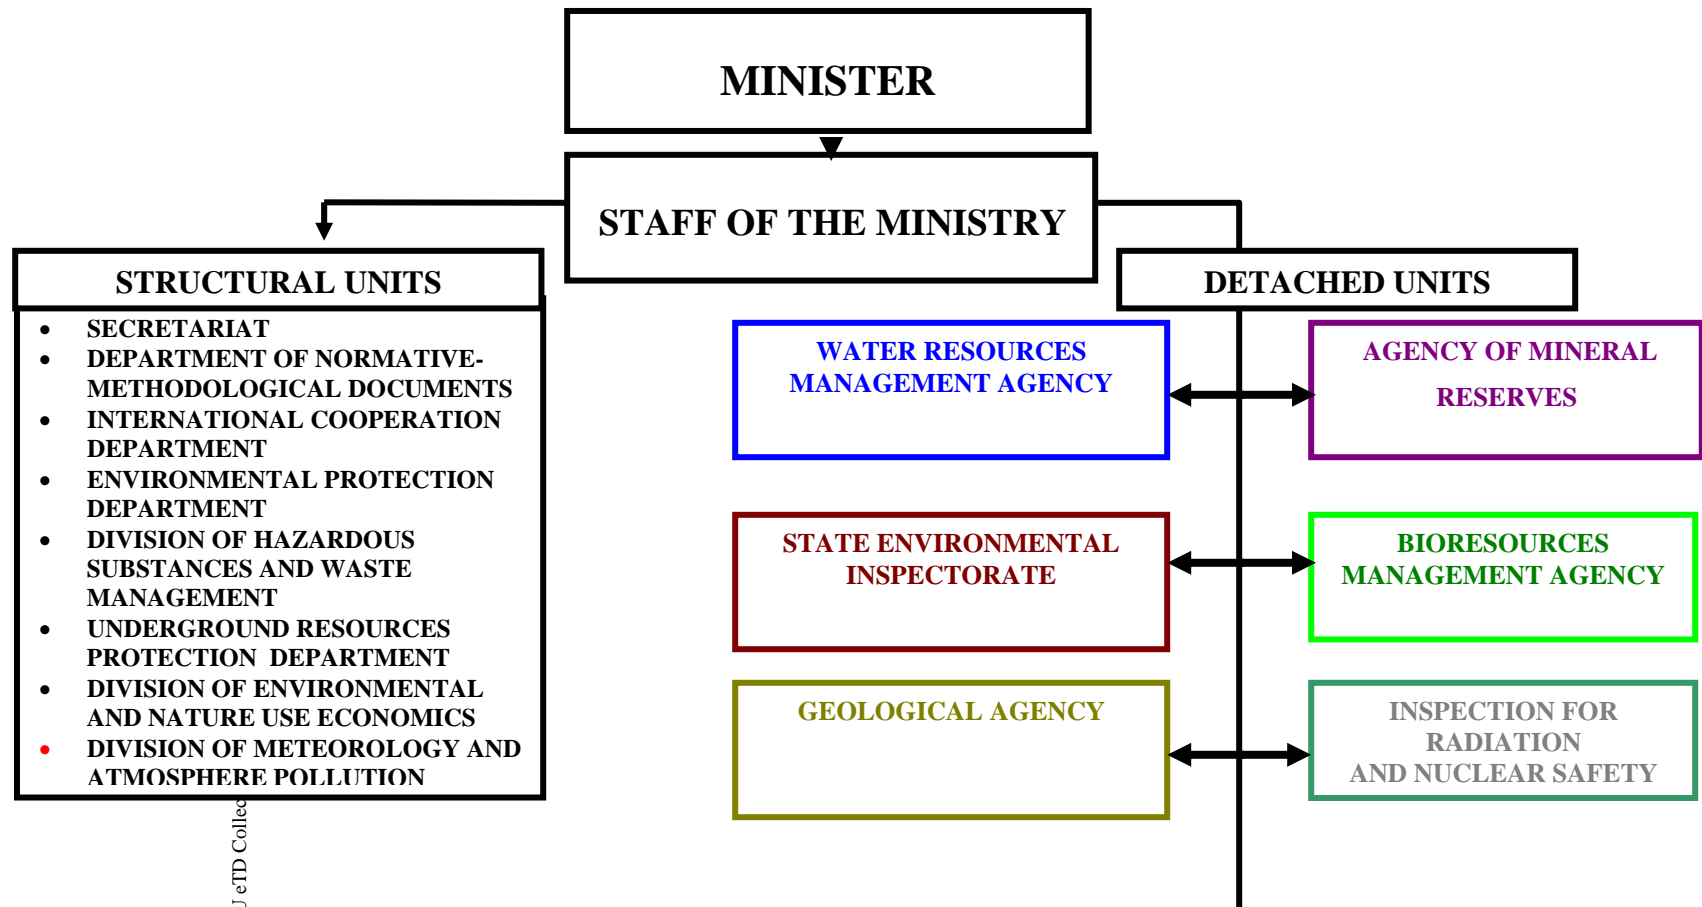 MINISTER
STAFF OF THE MINISTRY
STRUCTURAL UNITS
• SECRETARIAT
• DEPARTMENT OF NORMATIVE-
METHODOLOGICAL DOCUMENTS
• INTERNATIONAL COOPERATION
DEPARTMENT
• ENVIRONMENTAL PROTECTION
DEPARTMENT
• DIVISION OF HAZARDOUS
SUBSTANCES AND WASTE
MANAGEMENT
• UNDERGROUND RESOURCES
PROTECTION DEPARTMENT
• DIVISION OF ENVIRONMENTAL
AND NATURE USE ECONOMICS
• DIVISION OF METEOROLOGY AND
ATMOSPHERE POLLUTION
DETACHED UNITS
WATER RESOURCES
MANAGEMENT AGENCY
AGENCY OF MINERAL
RESERVES
STATE ENVIRONMENTAL
INSPECTORATE
BIORESOURCES
MANAGEMENT AGENCY
GEOLOGICAL AGENCY
INSPECTION FOR
RADIATION
AND NUCLEAR SAFETY
eTD Collec